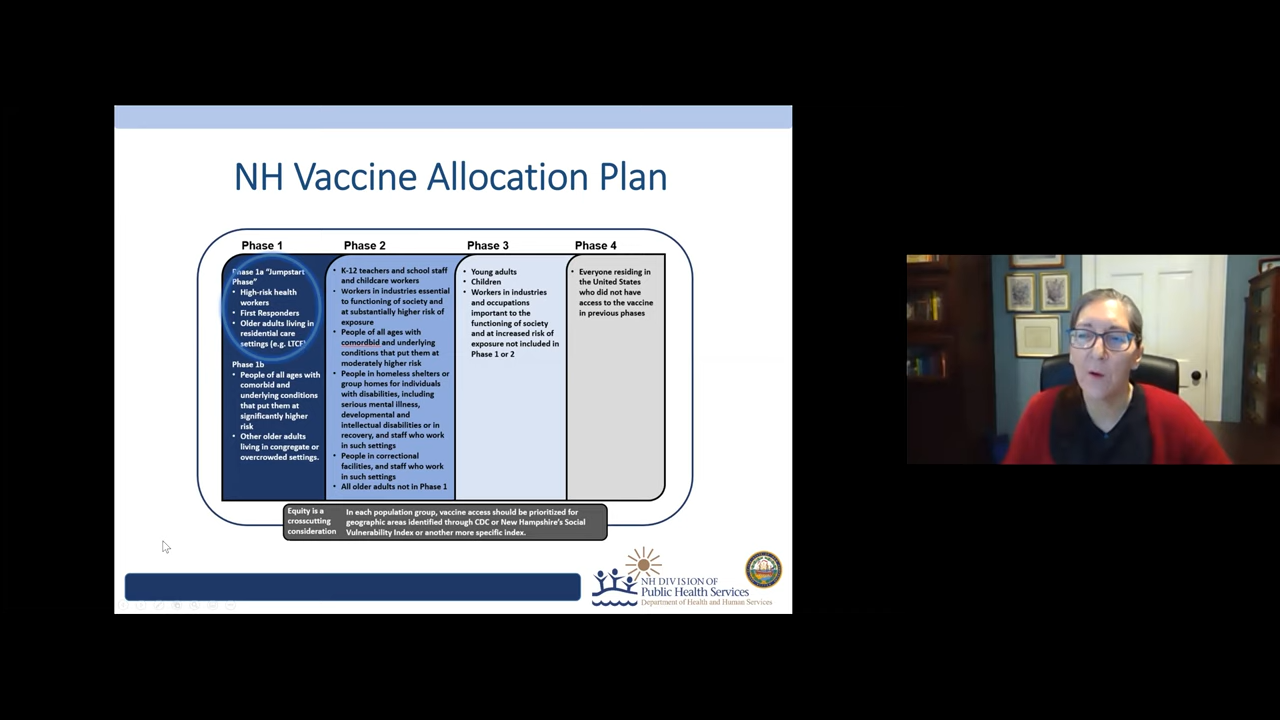 NH Vaccine Allocation Plan
Phase 1
Phase 2
Phase 3
Phase 4
Phase 1a "Jumpstart
Phase"
• High-risk health
workers
• First Responders
• Older adults living in
residential care
settings (e.g. LTCF)
Phase 1b
• People of all ages with
comorbid and
underlying conditions
that put them at
significantly higher
risk
• Other older adults
living in congregate or
overcrowded settings.
• K-12 teachers and school staff
and childcare workers
• Workers in industries essential
to functioning of society and
at substantially higher risk of
exposure
• People of all ages with
comordbid and underlying
conditions that put them at
moderately higher risk
• People in homeless shelters or
group homes for individuals
with disabilities, including
serious mental illness,
developmental and
intellectual disabilities or in
recovery, and staff who work
in such settings
• People in correctional
facilities, and staff who work
in such settings
• All older adults not in Phase 1
• Young adults
• Children
• Workers in industries
and occupations
important to the
functioning of society
and at increased risk of
exposure not included in
Phase 1 or 2
• Everyone residing in
the United States
who did not have
access to the vaccine
in previous phases
Equity is a
crosscutting
consideration
In each population group, vaccine access should be prioritized for
geographic areas identified through CDC or New Hampshire's Social
Vulnerability Index or another more specific index.
NH DIVISION OF
Public Health Services
Department of Health and Human Services